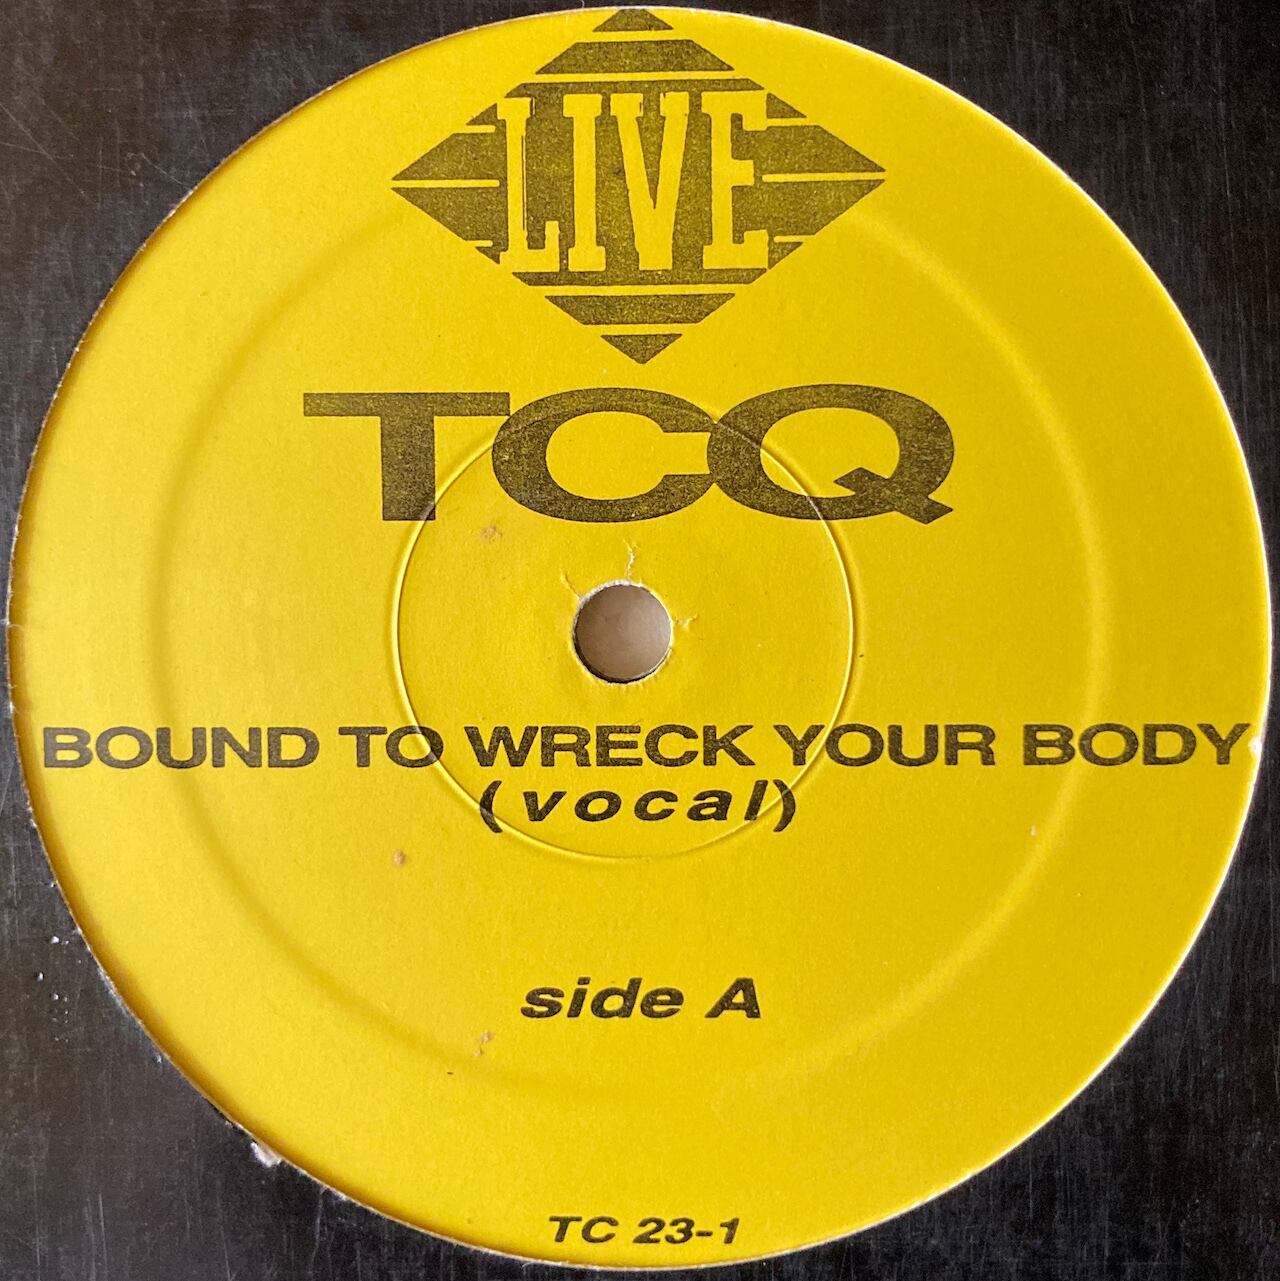 LIVE
TCQ
BOUND TO WRECK YOUR BODY
(vocal)
side A
TC 23-1